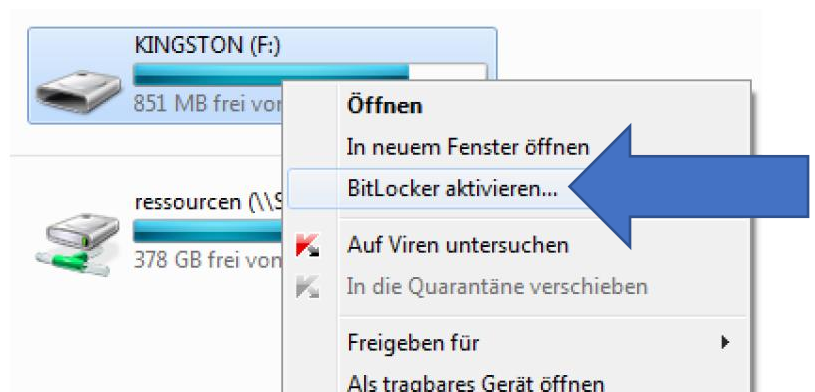 KINGSTON (F:)
851 MB frei vor
Öffnen
In neuem Fenster öffnen
BitLocker aktivieren...
ressourcen (\\S
378 GB frei von
Auf Viren untersuchen
In die Quarantäne verschieben
Freigeben für
Als tragbares Gerät öffnen